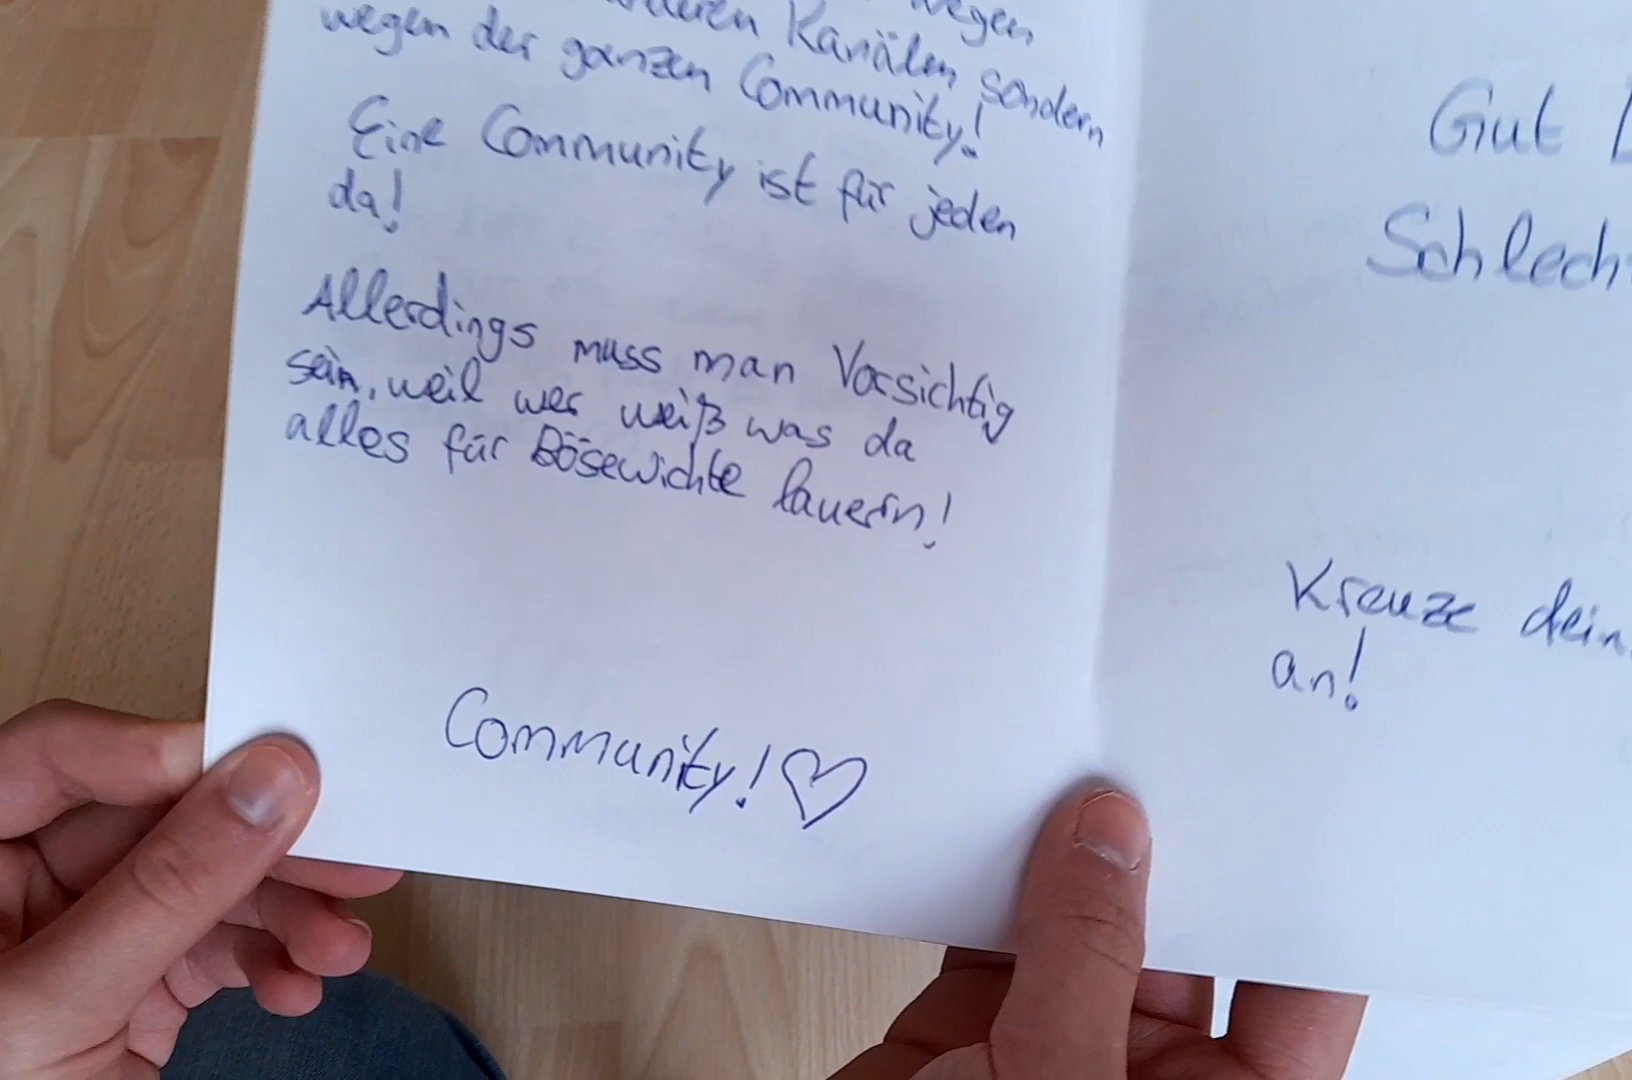 anderen Kanälen wegen
sondern
wegen der ganzen Community!
Eine Community ist für jeden
da!
Allerdings muss man Vorsichtig
sein, weil wer weiß was da
alles für Bösewichte lauern!
Community! ♡
Gut
Schlech
Kreuze dein
an!